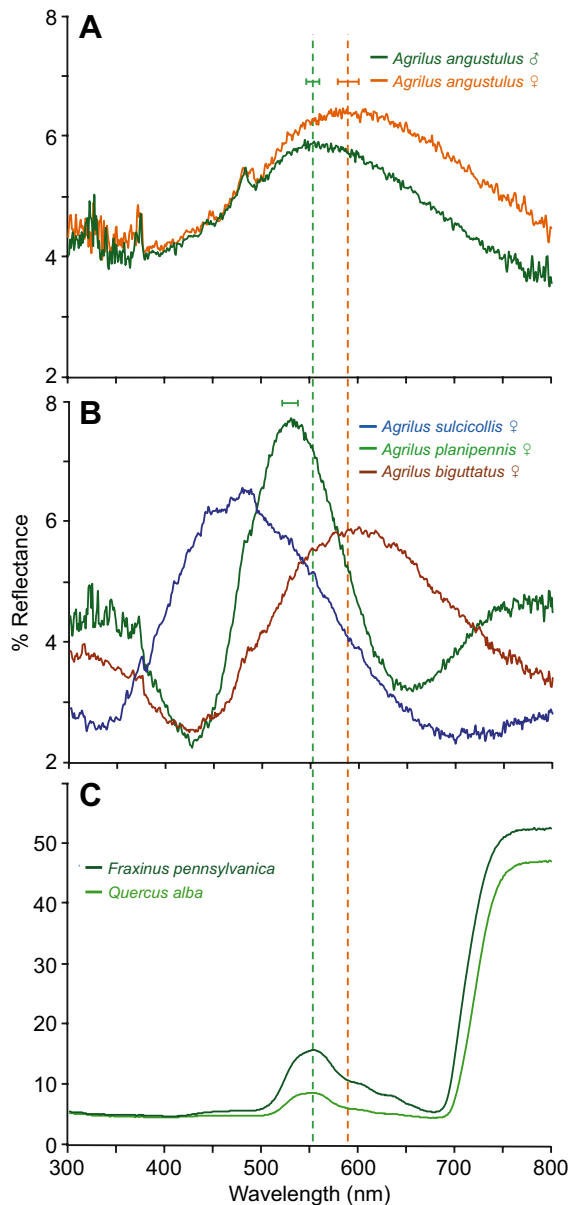 A
Agrilus angustulus ♂
Agrilus angustulus ♀
8
6
4
2
B
Agrilus sulcicollis ♀
Agrilus planipennis ♀
Agrilus biguttatus ♀
8
6
4
2
% Reflectance
C
Fraxinus pennsylvanica
Quercus alba
50
40
30
20
10
0
300 400 500 600 700 800
Wavelength (nm)